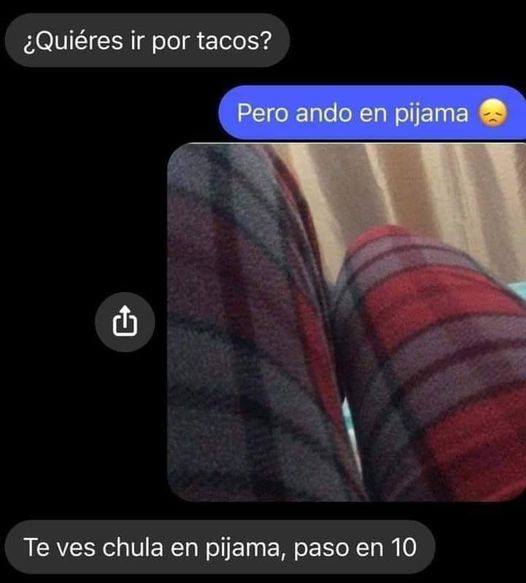 ¿Quiéres ir por tacos?
Pero ando en pijama 😞
Te ves chula en pijama, paso en 10